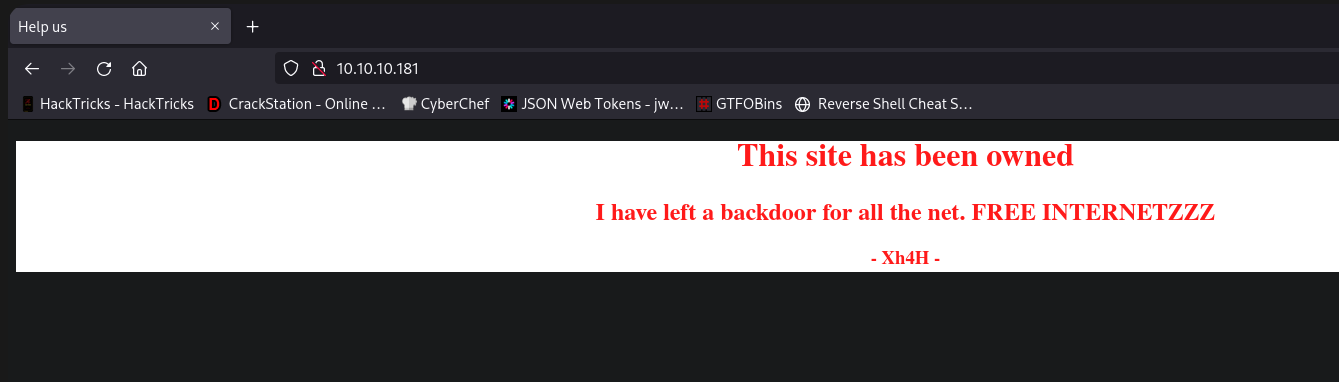 Help us
10.10.10.181
HackTricks - HackTricks CrackStation - Online … CyberChef JSON Web Tokens - jw… GTFOBins Reverse Shell Cheat S…
This site has been owned
I have left a backdoor for all the net. FREE INTERNETZZZ
- Xh4H -